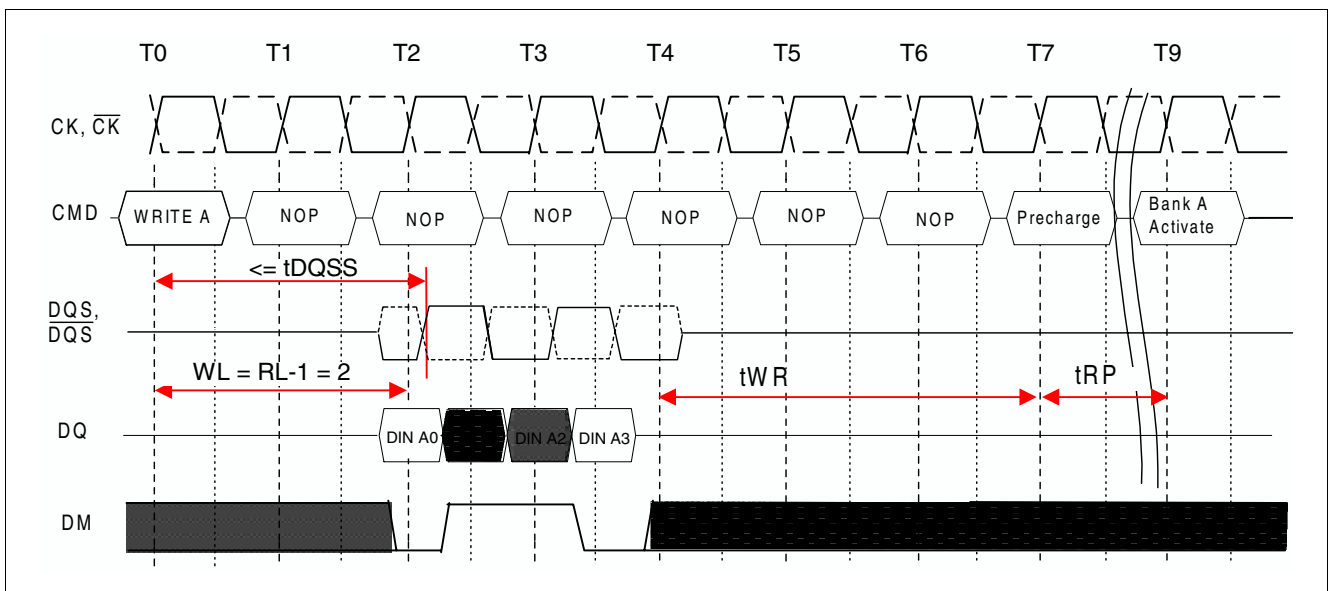 T0 T1 T2 T3 T4 T5 T6 T7 T9
CK, CK
CMD WRITE A NOP NOP NOP NOP NOP NOP Precharge Bank A
Activate
<= tDQSS
DQS,
DQS
WL = RL-1 = 2 tWR tRP
DQ DIN A0 DIN A2 DIN A3
DM